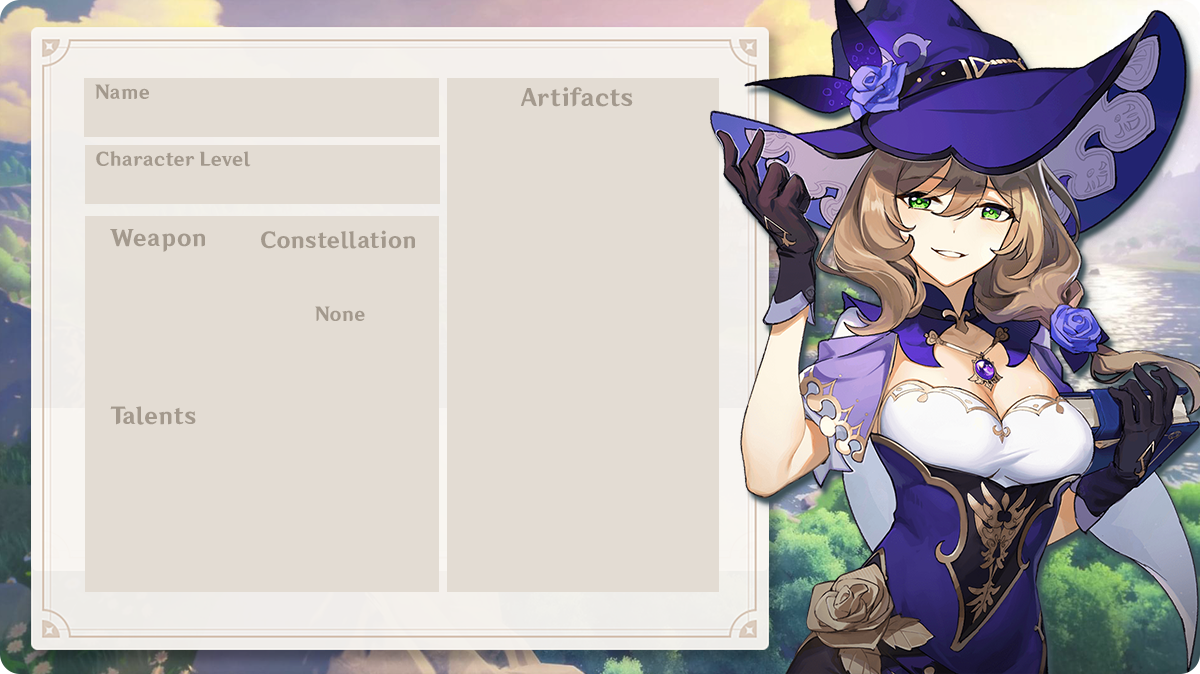 Name
Character Level
Weapon
Constellation
None
Talents
Artifacts